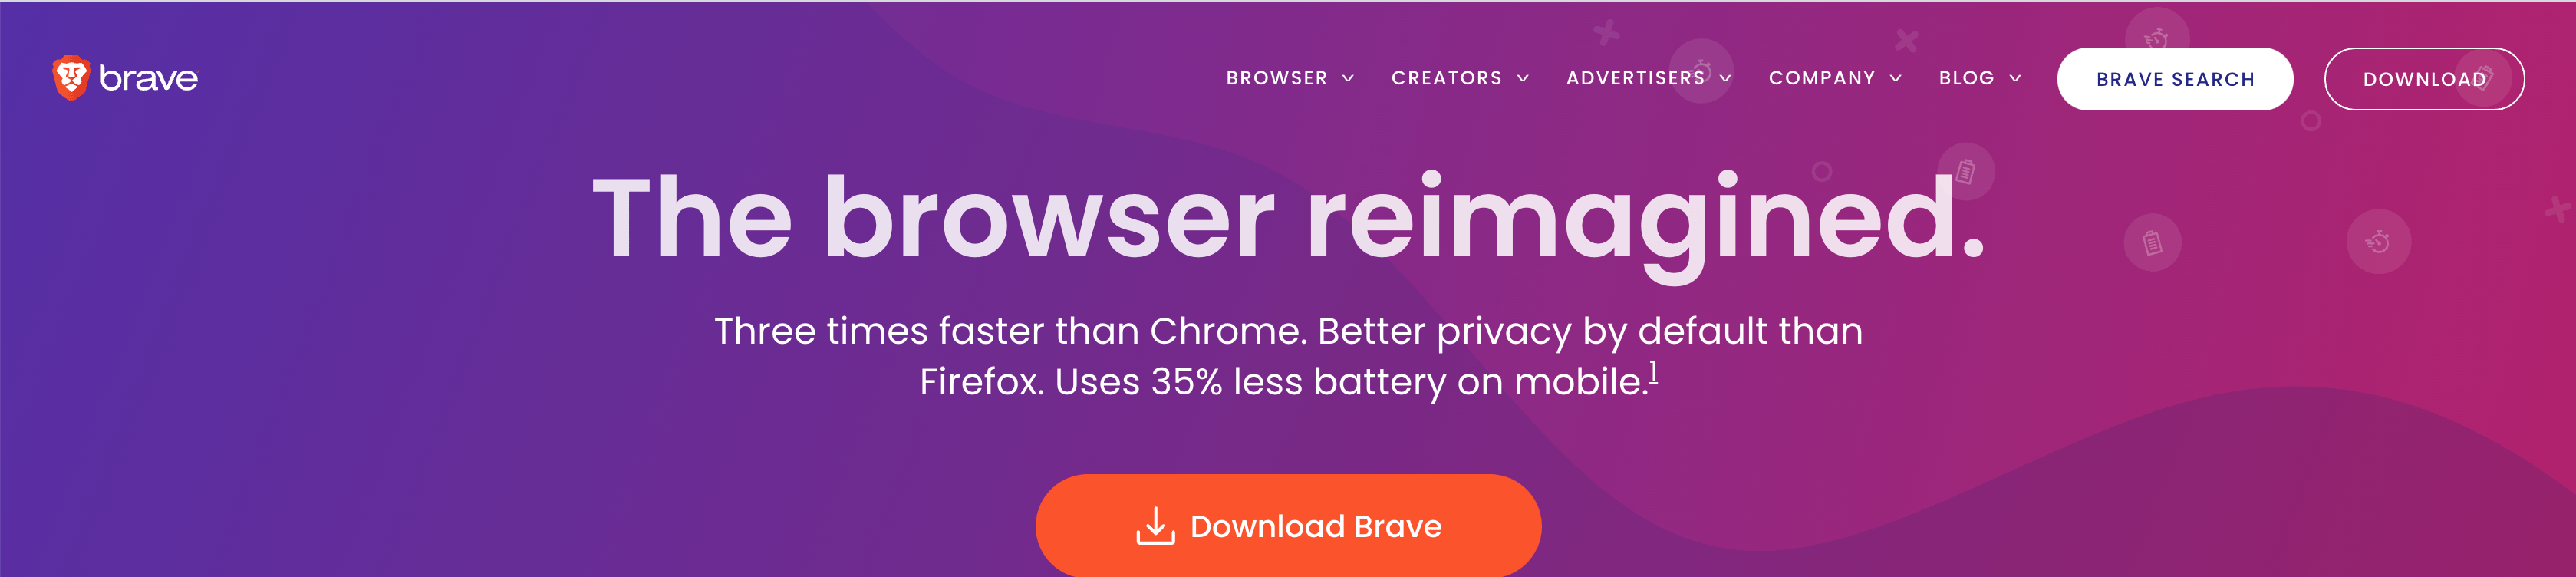 brave
BROWSER CREATORS ADVERTISERS COMPANY BLOG BRAVE SEARCH DOWNLOAD
The browser reimagined.
Three times faster than Chrome. Better privacy by default than
Firefox. Uses 35% less battery on mobile.1
Download Brave